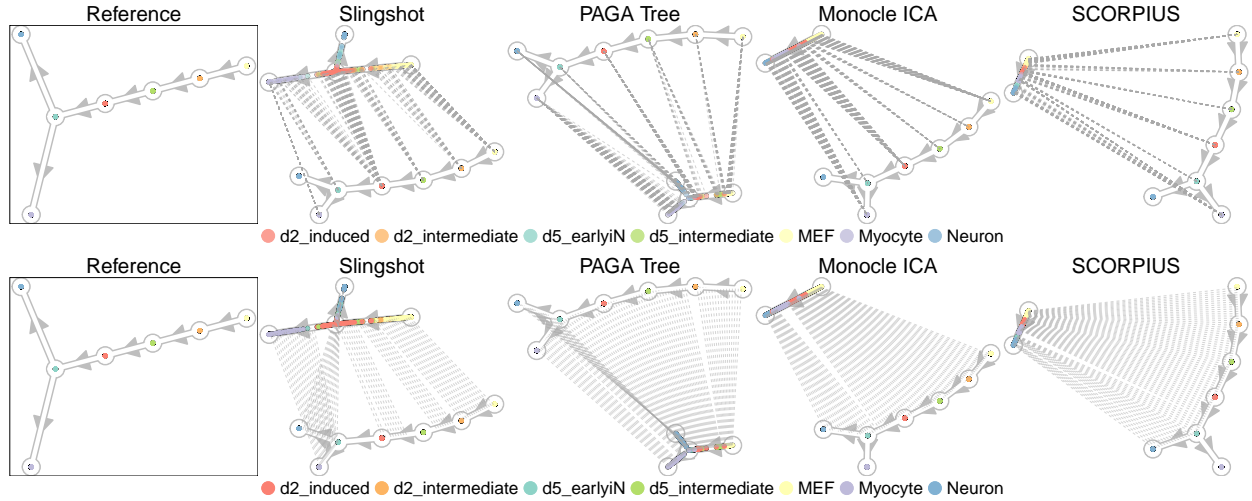 Reference Slingshot PAGA Tree Monocle ICA SCORPIUS
d2_induced d2_intermediate d5_earlyiN d5_intermediate MEF Myocyte Neuron
Reference Slingshot PAGA Tree Monocle ICA SCORPIUS
d2_induced d2_intermediate d5_earlyiN d5_intermediate MEF Myocyte Neuron